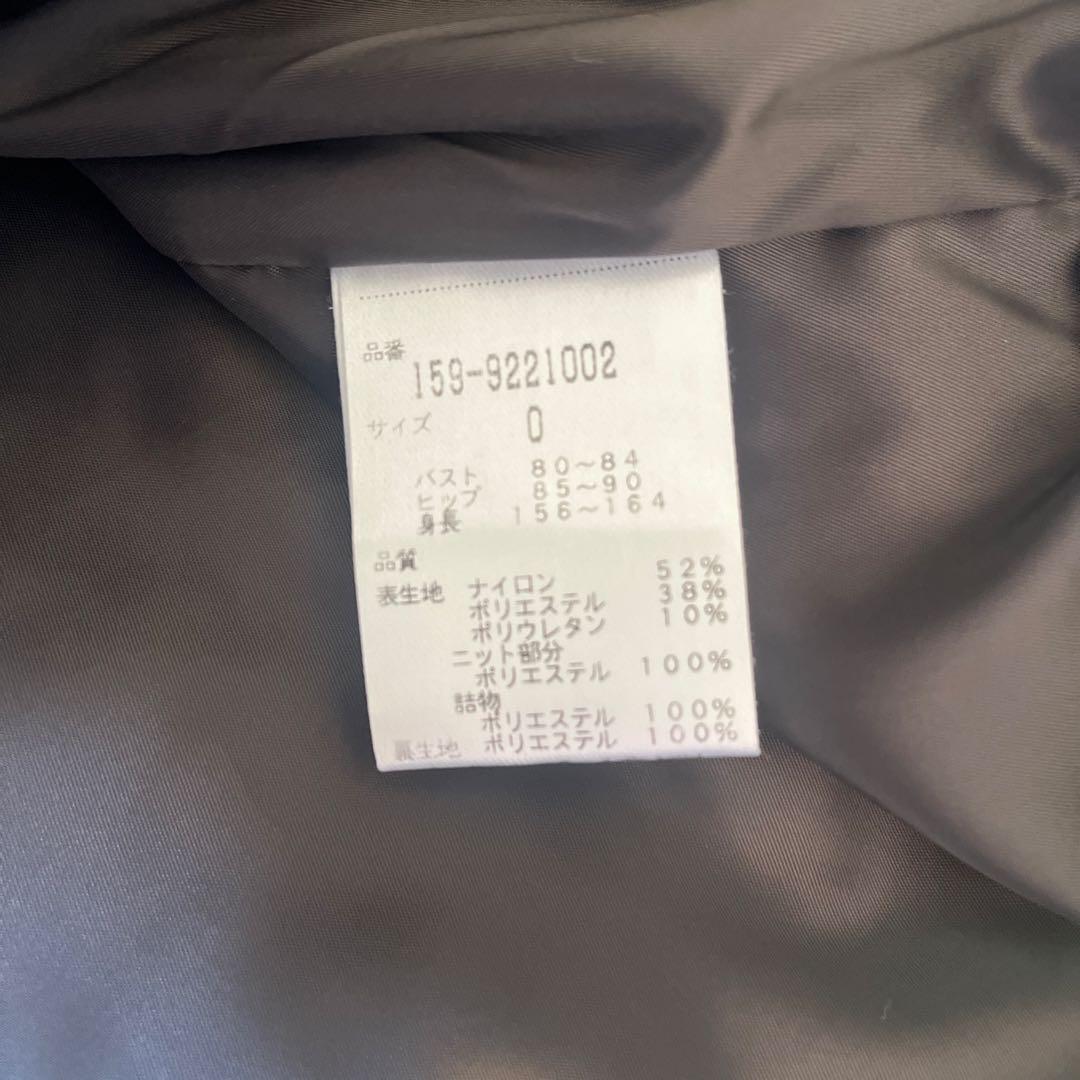 品番 159-9221002
サイズ 0
バスト 80～84
ヒップ 85～90
身長 156～164
品質
表生地 ナイロン 52%
ポリエステル 38%
ポリウレタン 10%
ニット部分
ポリエステル 100%
詰物
ポリエステル 100%
裏生地 ポリエステル 100%